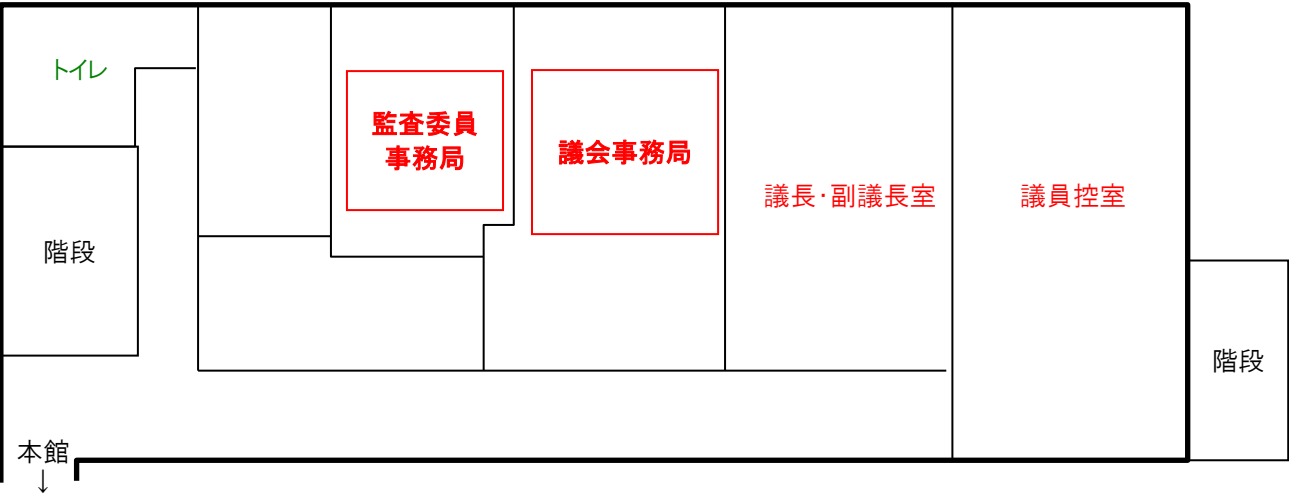 トイレ
監査委員
事務局
議会事務局
議長・副議長室
議員控室
階段
階段
本館
↓